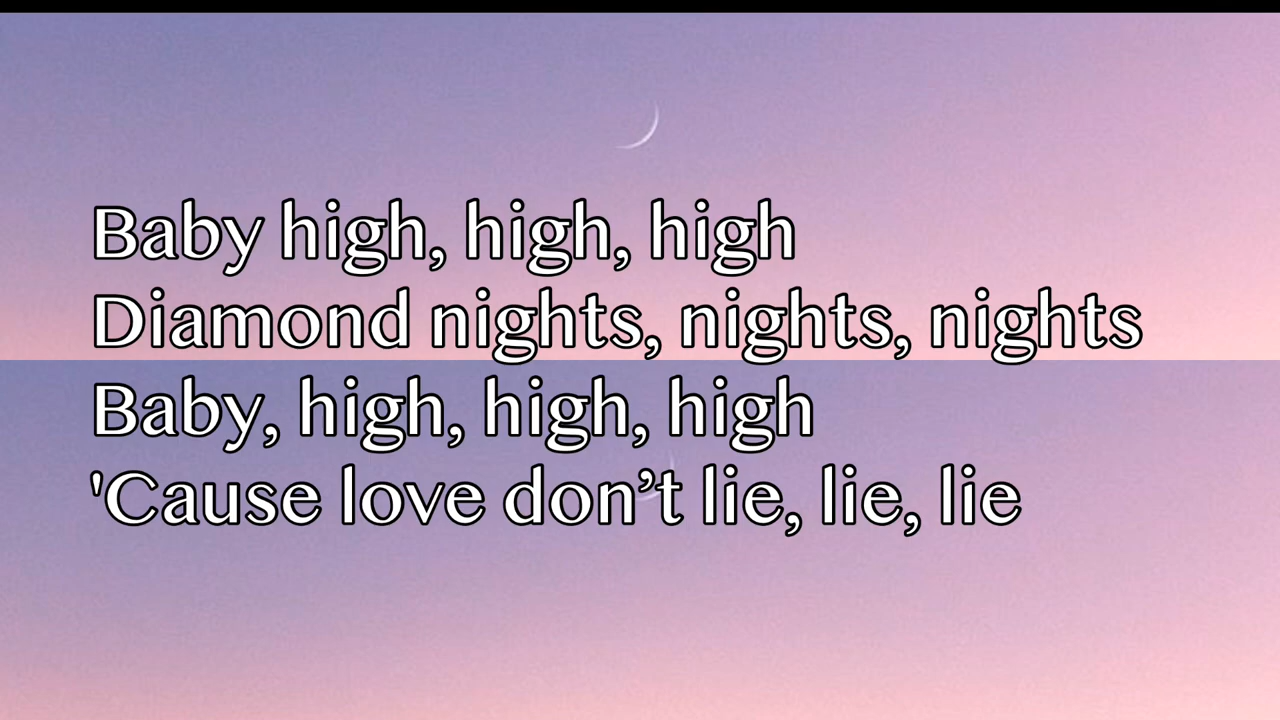 Baby high, high, high
Diamond nights, nights, nights
Baby, high, high, high
'Cause love don’t lie, lie, lie